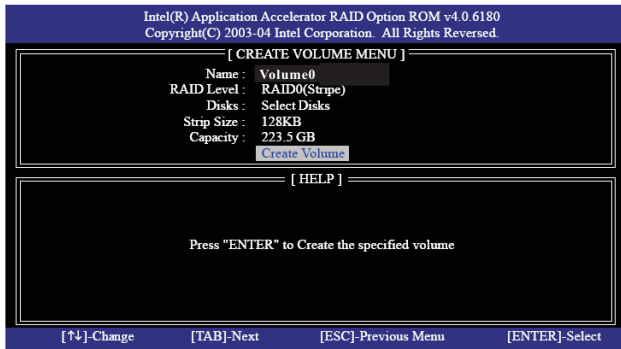 Intel(R) Application Accelerator RAID Option ROM v4.0.6180
Copyright(C) 2003-04 Intel Corporation. All Rights Reversed.
[ CREATE VOLUME MENU ]
Name : Volume0
RAID Level : RAID0(Stripe)
Disks : Select Disks
Strip Size : 128KB
Capacity : 223.5 GB
Create Volume
[ HELP ]
Press "ENTER" to Create the specified volume
[↑↓]-Change [TAB]-Next [ESC]-Previous Menu [ENTER]-Select